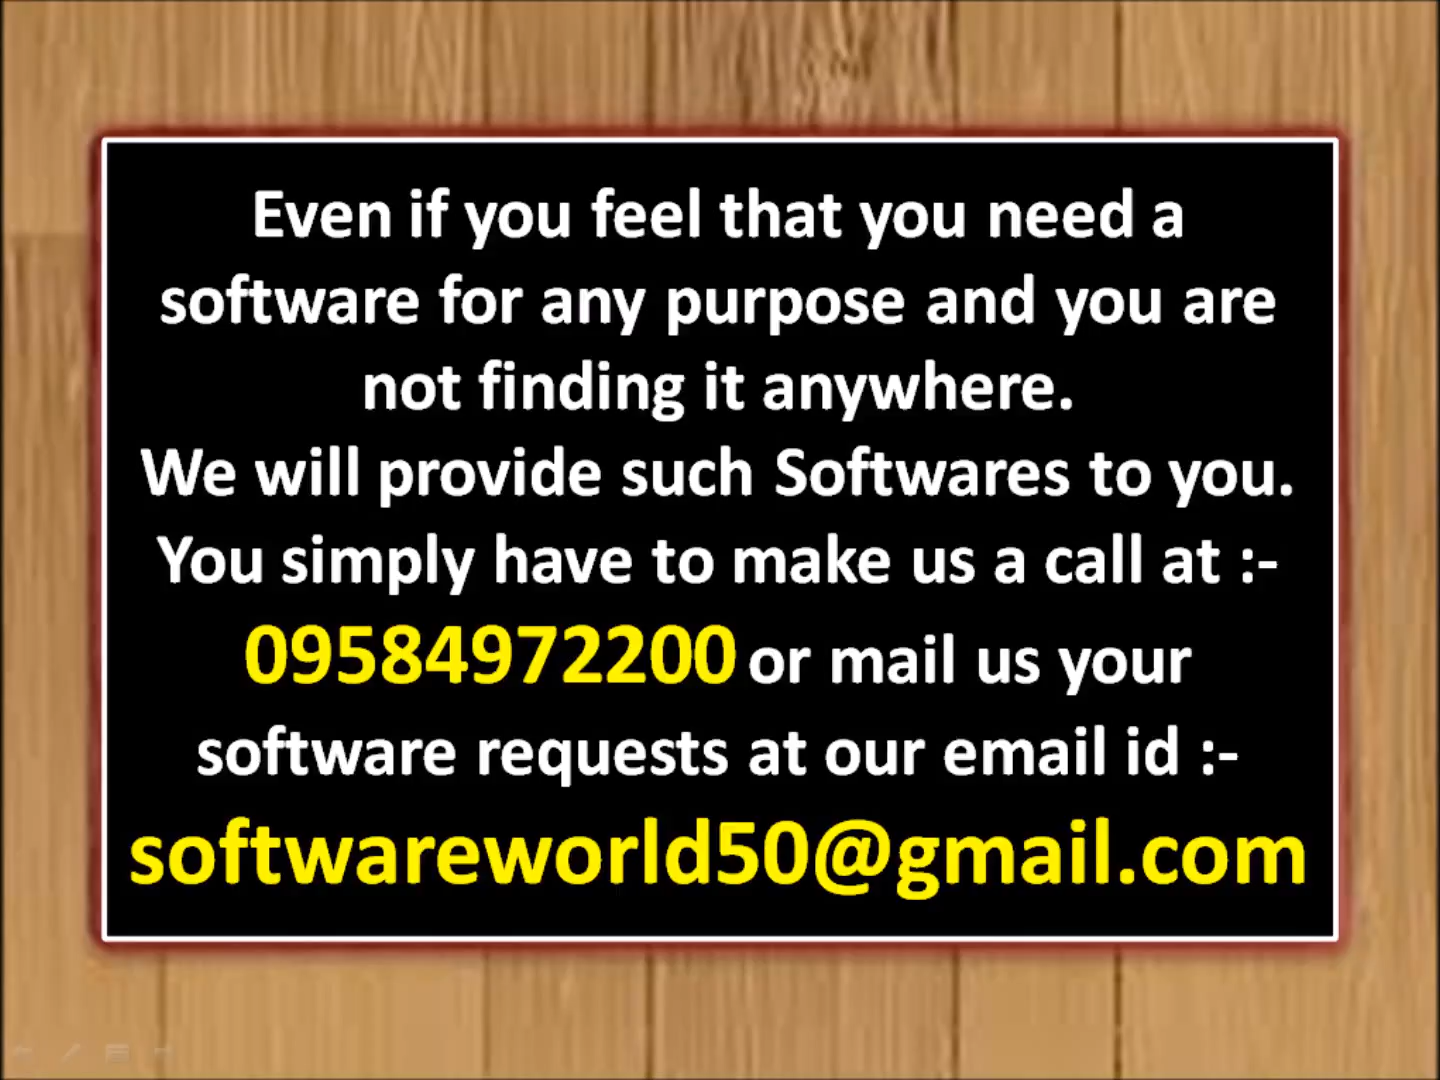 Even if you feel that you need a
software for any purpose and you are
not finding it anywhere.
We will provide such Softwares to you.
You simply have to make us a call at :-
09584972200 or mail us your
software requests at our email id :-
softwareworld50@gmail.com